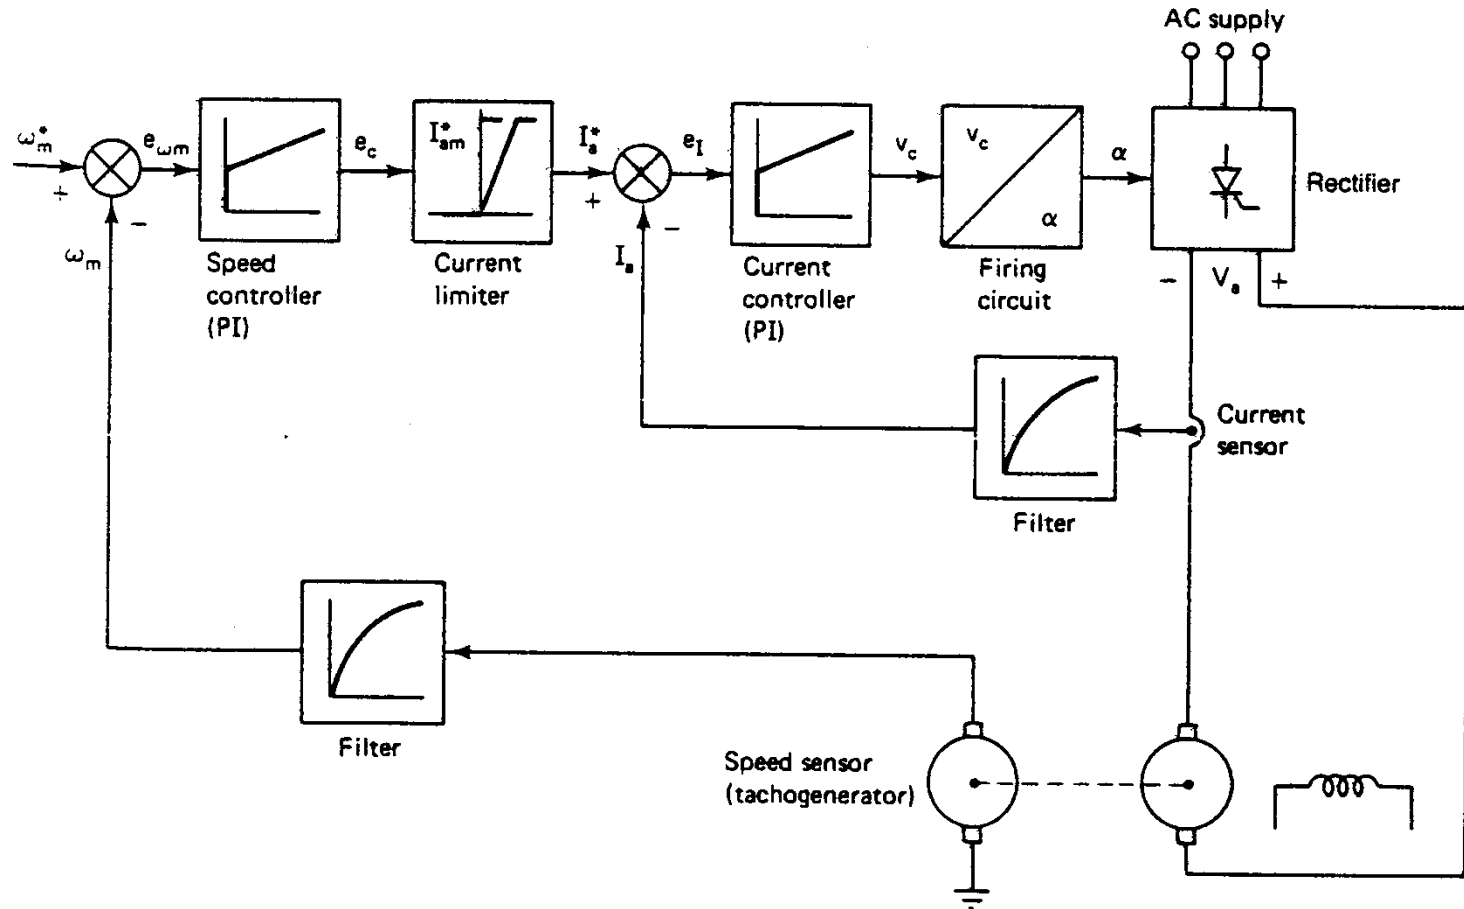 AC supply
ω*m
+
−
eωm
ec
I*am
I*a
+
−
eI
vc
vc
α
α
Rectifier
ωm
Speed
controller
(PI)
Current
limiter
Ia
Current
controller
(PI)
Firing
circuit
−
Va
+
Current
sensor
Filter
Filter
Speed sensor
(tachogenerator)